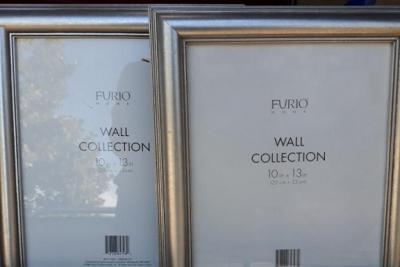 FURIO
HOME
WALL
COLLECTION
10 IN x 13 IN
FURIO
HOME
WALL
COLLECTION
10 IN x 13 IN